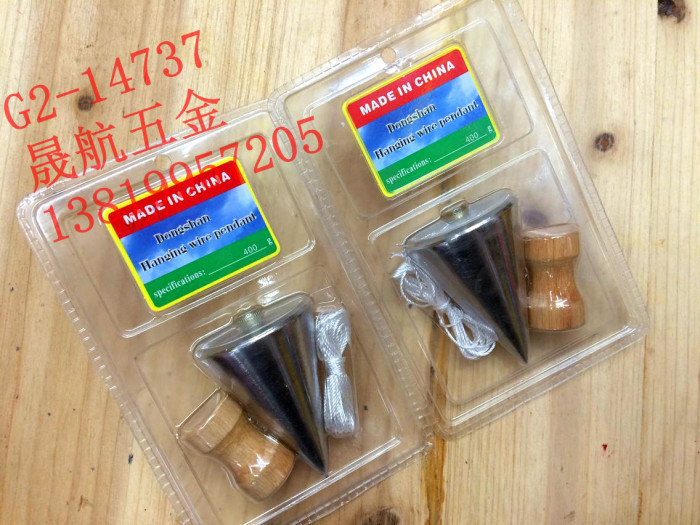 G2-14737
晟航五金
13819957205
MADE IN CHINA
Dongshan
Hanging wire pendant
specifications: 400 g
MADE IN CHINA
Dongshan
Hanging wire pendant
specifications: 400 g